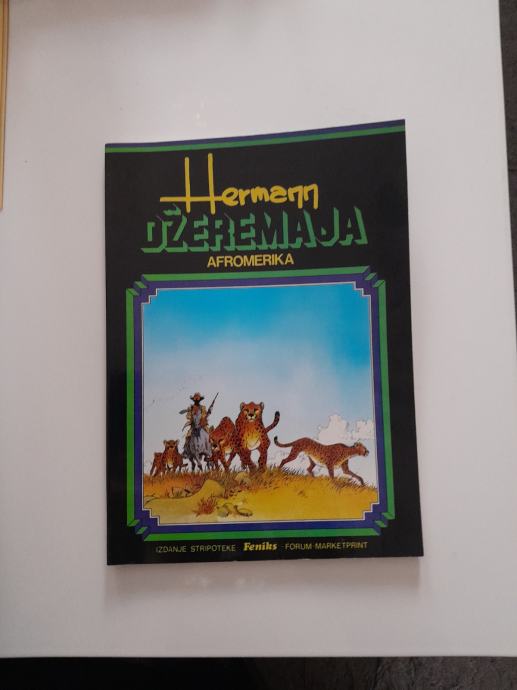 Hermann
DŽEREMAJA
AFROMERIKA
IZDANJE STRIPOTEKE Feniks FORUM-MARKETPRINT